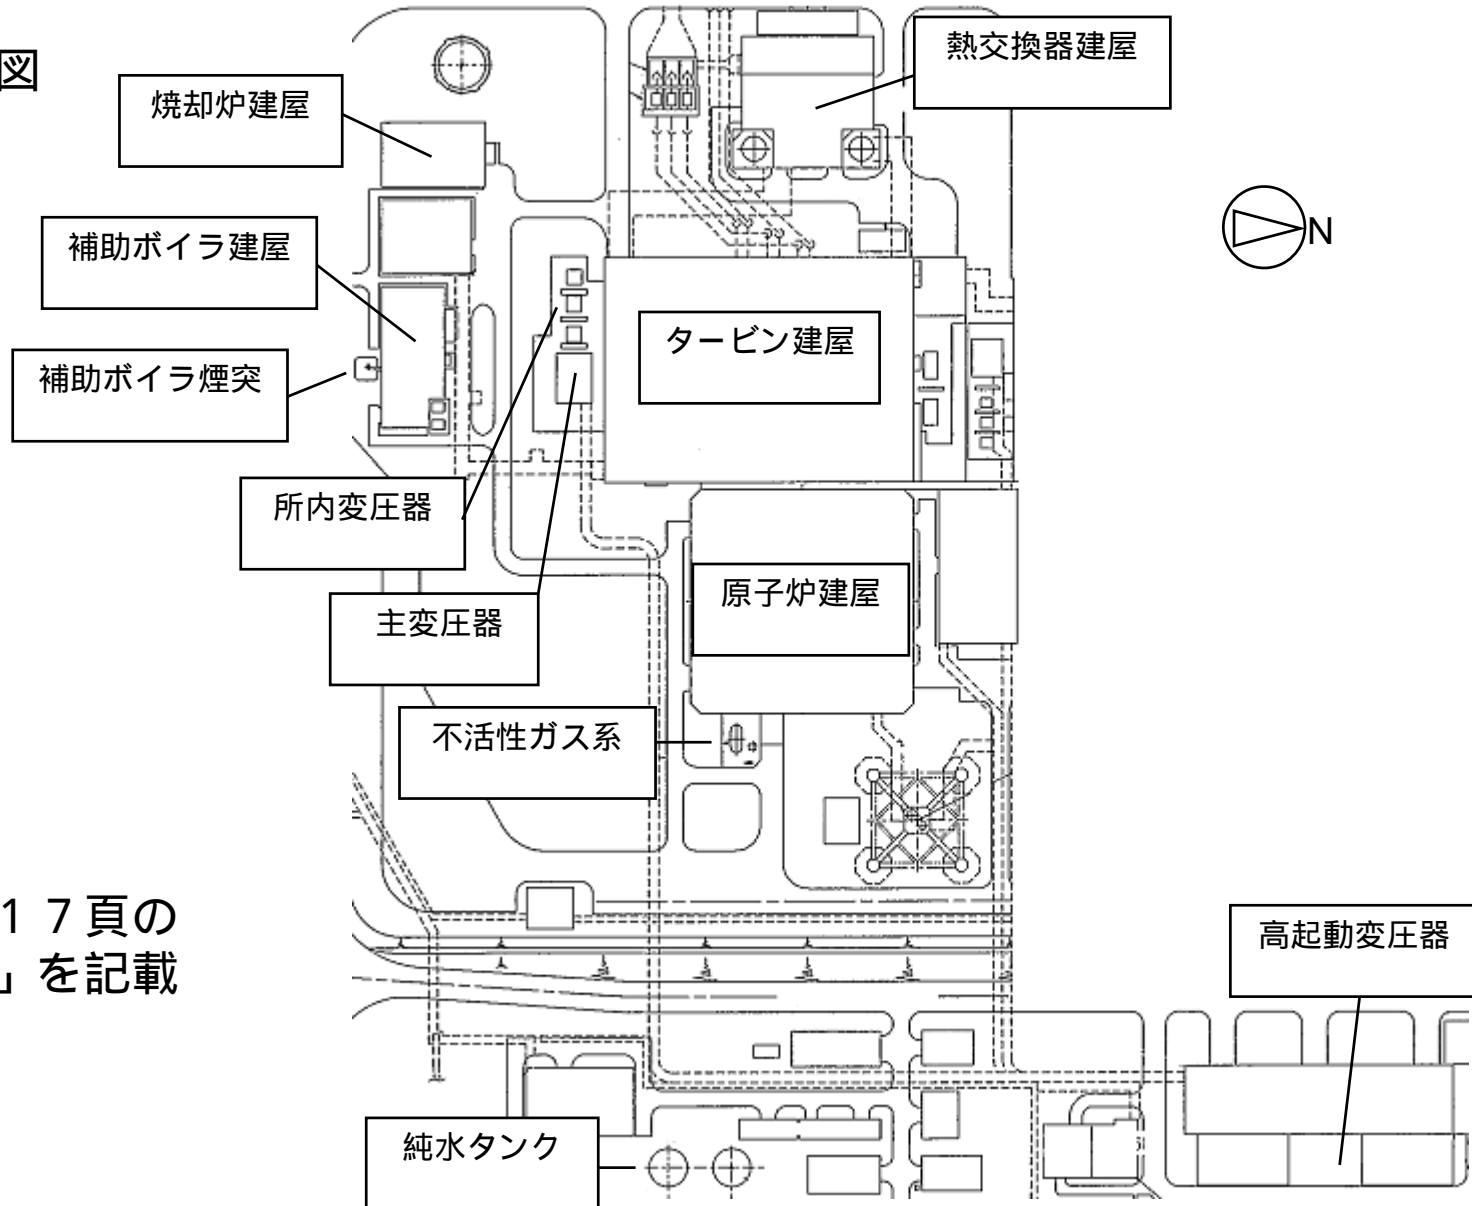 図
熱交換器建屋
焼却炉建屋
補助ボイラ建屋
N
タービン建屋
補助ボイラ煙突
所内変圧器
原子炉建屋
主変圧器
不活性ガス系
１７頁の
」を記載
高起動変圧器
純水タンク